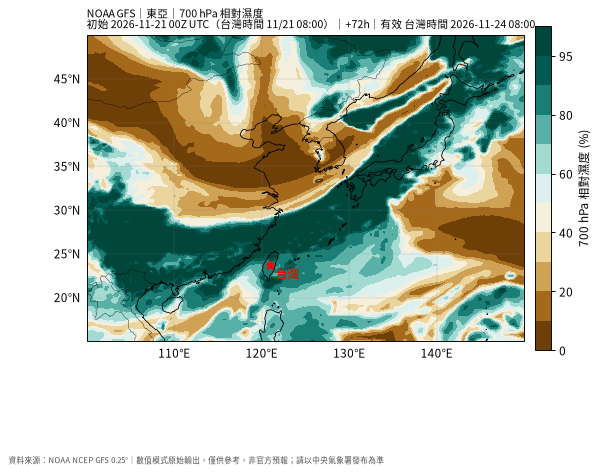 NOAA GFS｜東亞｜700 hPa 相對濕度
初始 2026-11-21 00Z UTC（台灣時間 11/21 08:00）｜+72h｜有效 台灣時間 2026-11-24 08:00
45°N
40°N
35°N
30°N
25°N
20°N
110°E
120°E
130°E
140°E
台灣
95
80
60
40
20
0
700 hPa 相對濕度 (%)
資料來源：NOAA NCEP GFS 0.25°｜數值模式原始輸出，僅供參考，非官方預報；請以中央氣象署發布為準